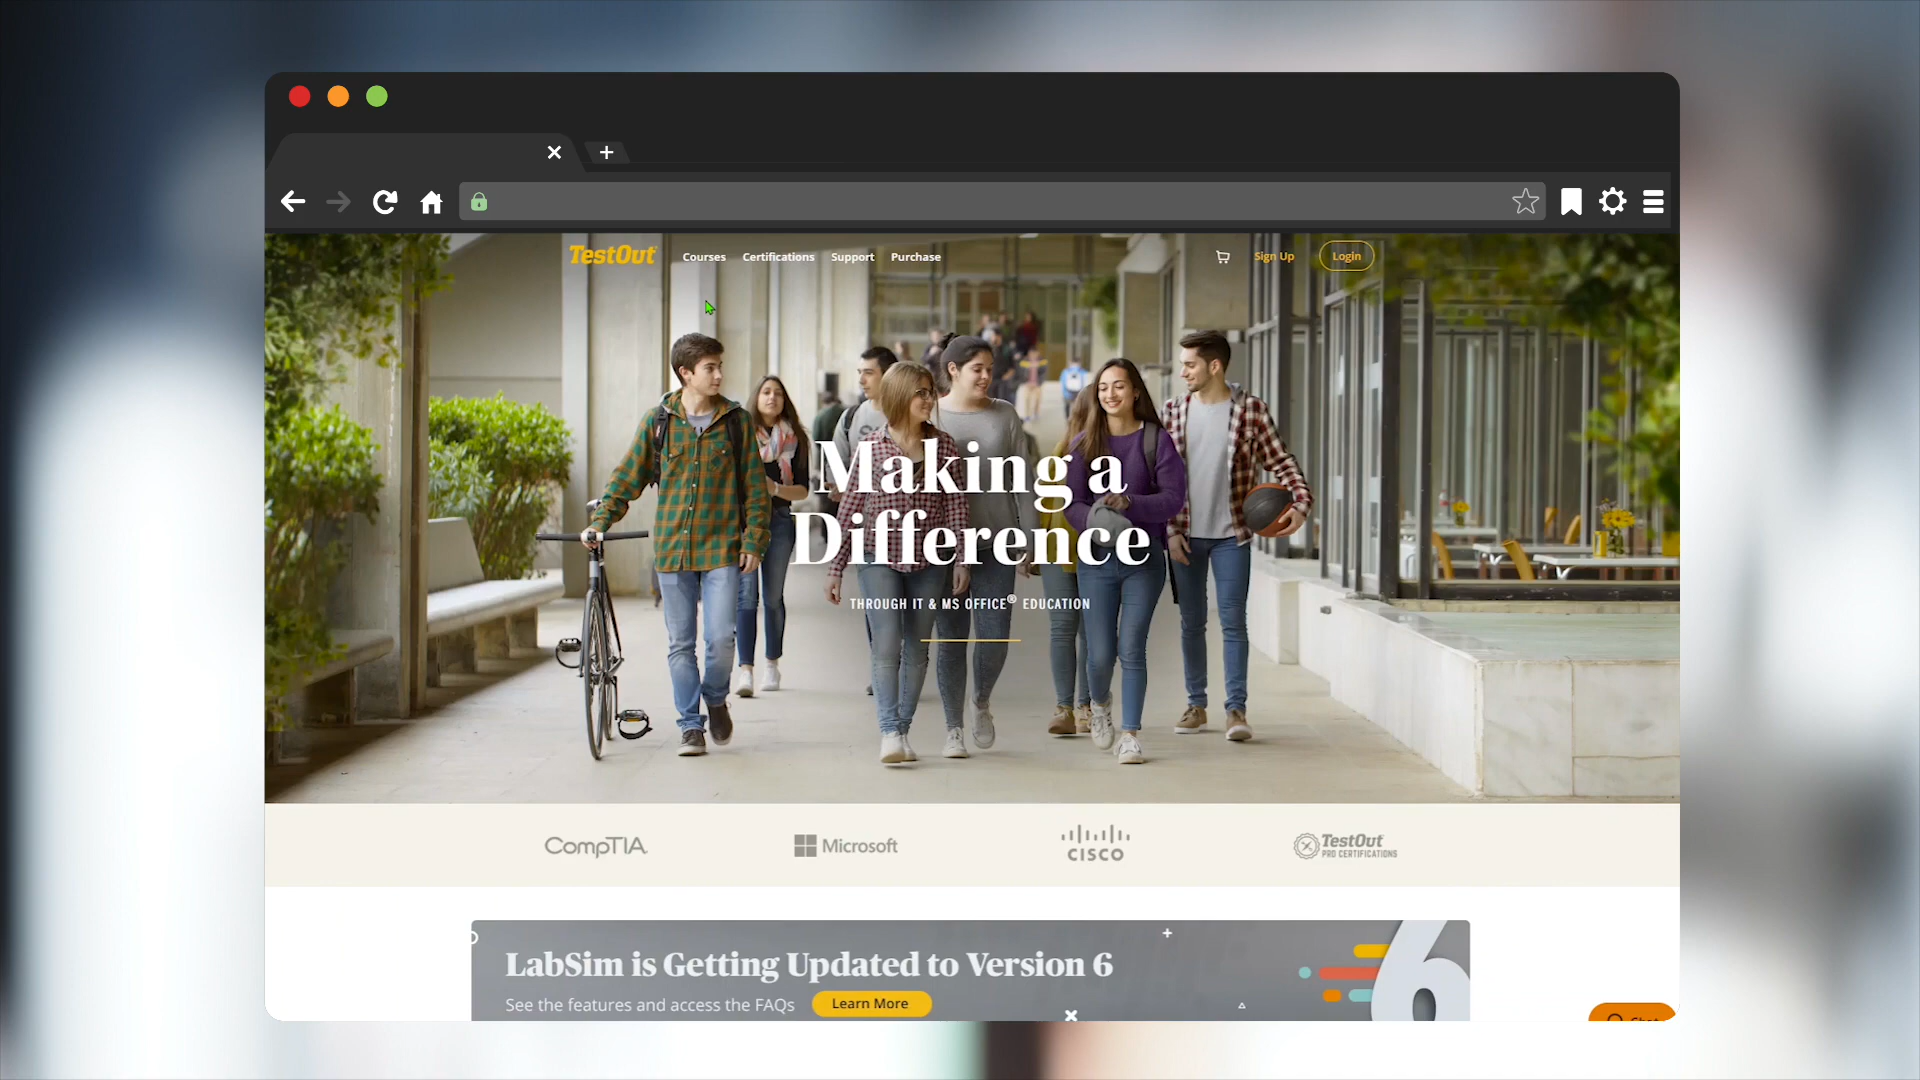 TestOut
Courses Certifications Support Purchase
Sign Up Login
Making a
Difference
THROUGH IT & MS OFFICE® EDUCATION
CompTIA
Microsoft
CISCO
TestOut
PRO CERTIFICATIONS
LabSim is Getting Updated to Version 6
6
See the features and access the FAQs
Learn More